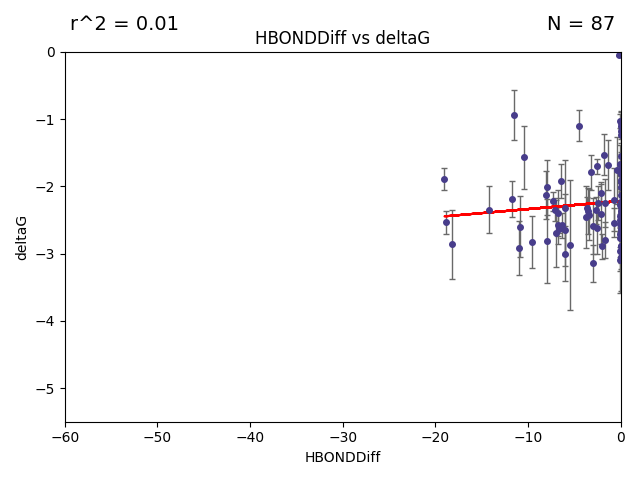 r^2 = 0.01
N = 87
HBONDDiff vs deltaG
deltaG
0
−1
−2
−3
−4
−5
−60
−50
−40
−30
−20
−10
0
HBONDDiff